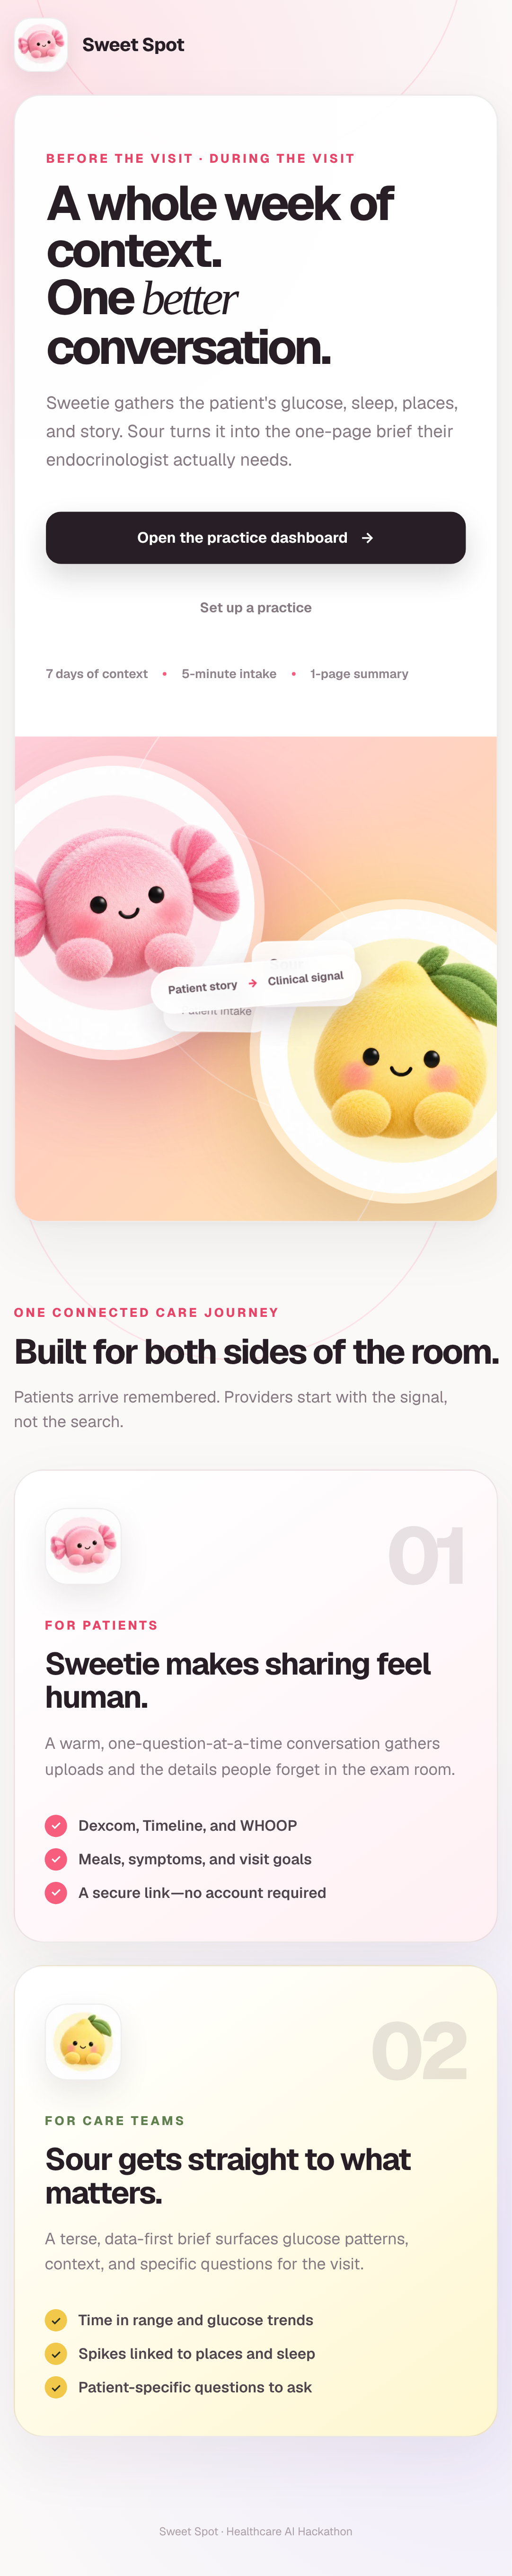 Sweet Spot
BEFORE THE VISIT · DURING THE VISIT
A whole week of
context.
One better
conversation.
Sweetie gathers the patient's glucose, sleep, places,
and story. Sour turns it into the one-page brief their
endocrinologist actually needs.
Open the practice dashboard →
Set up a practice
7 days of context • 5-minute intake • 1-page summary
Patient story → Clinical signal
Patient intake
ONE CONNECTED CARE JOURNEY
Built for both sides of the room.
Patients arrive remembered. Providers start with the signal,
not the search.
01
FOR PATIENTS
Sweetie makes sharing feel
human.
A warm, one-question-at-a-time conversation gathers
uploads and the details people forget in the exam room.
Dexcom, Timeline, and WHOOP
Meals, symptoms, and visit goals
A secure link—no account required
02
FOR CARE TEAMS
Sour gets straight to what
matters.
A terse, data-first brief surfaces glucose patterns,
context, and specific questions for the visit.
Time in range and glucose trends
Spikes linked to places and sleep
Patient-specific questions to ask
Sweet Spot · Healthcare AI Hackathon